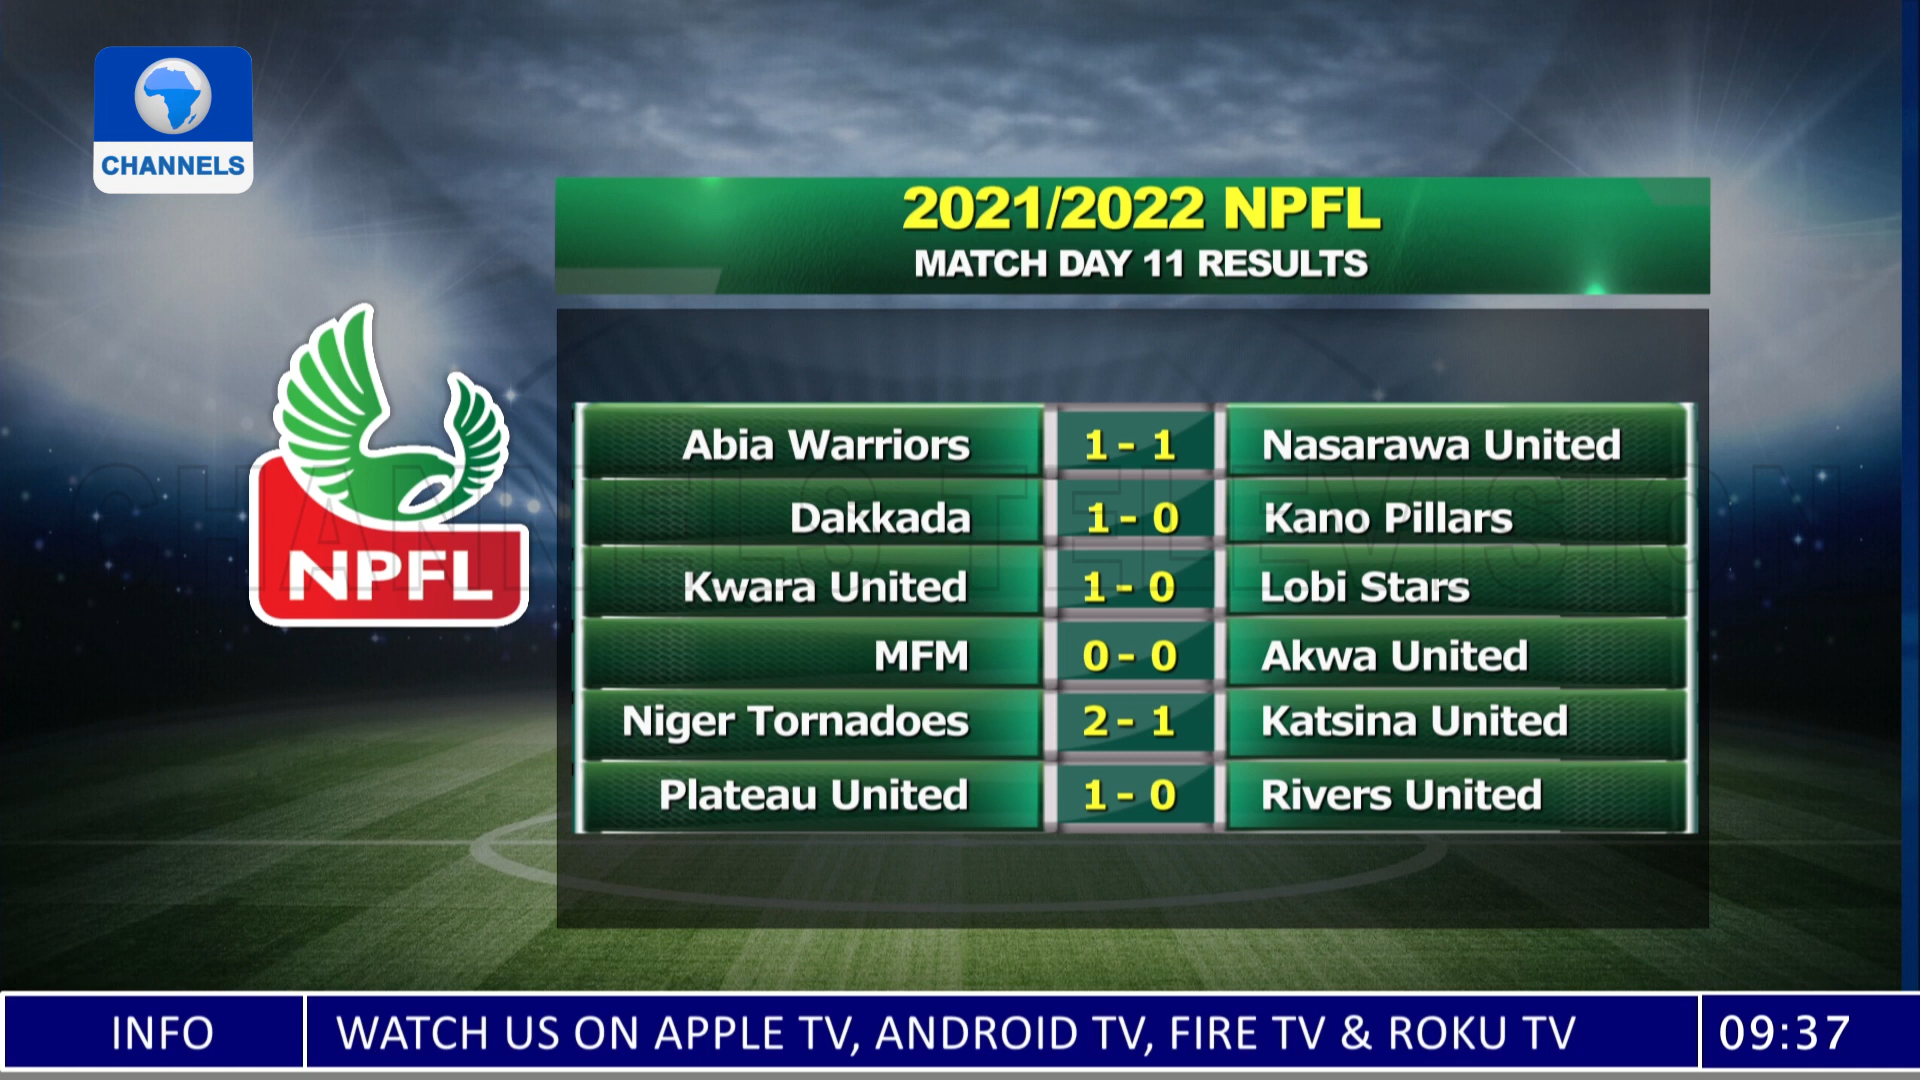 CHANNELS
2021/2022 NPFL
MATCH DAY 11 RESULTS
NPFL
Abia Warriors 1 - 1 Nasarawa United
Dakkada 1 - 0 Kano Pillars
Kwara United 1 - 0 Lobi Stars
MFM 0 - 0 Akwa United
Niger Tornadoes 2 - 1 Katsina United
Plateau United 1 - 0 Rivers United
CHANNELS TELEVISION
INFO WATCH US ON APPLE TV, ANDROID TV, FIRE TV & ROKU TV 09:37